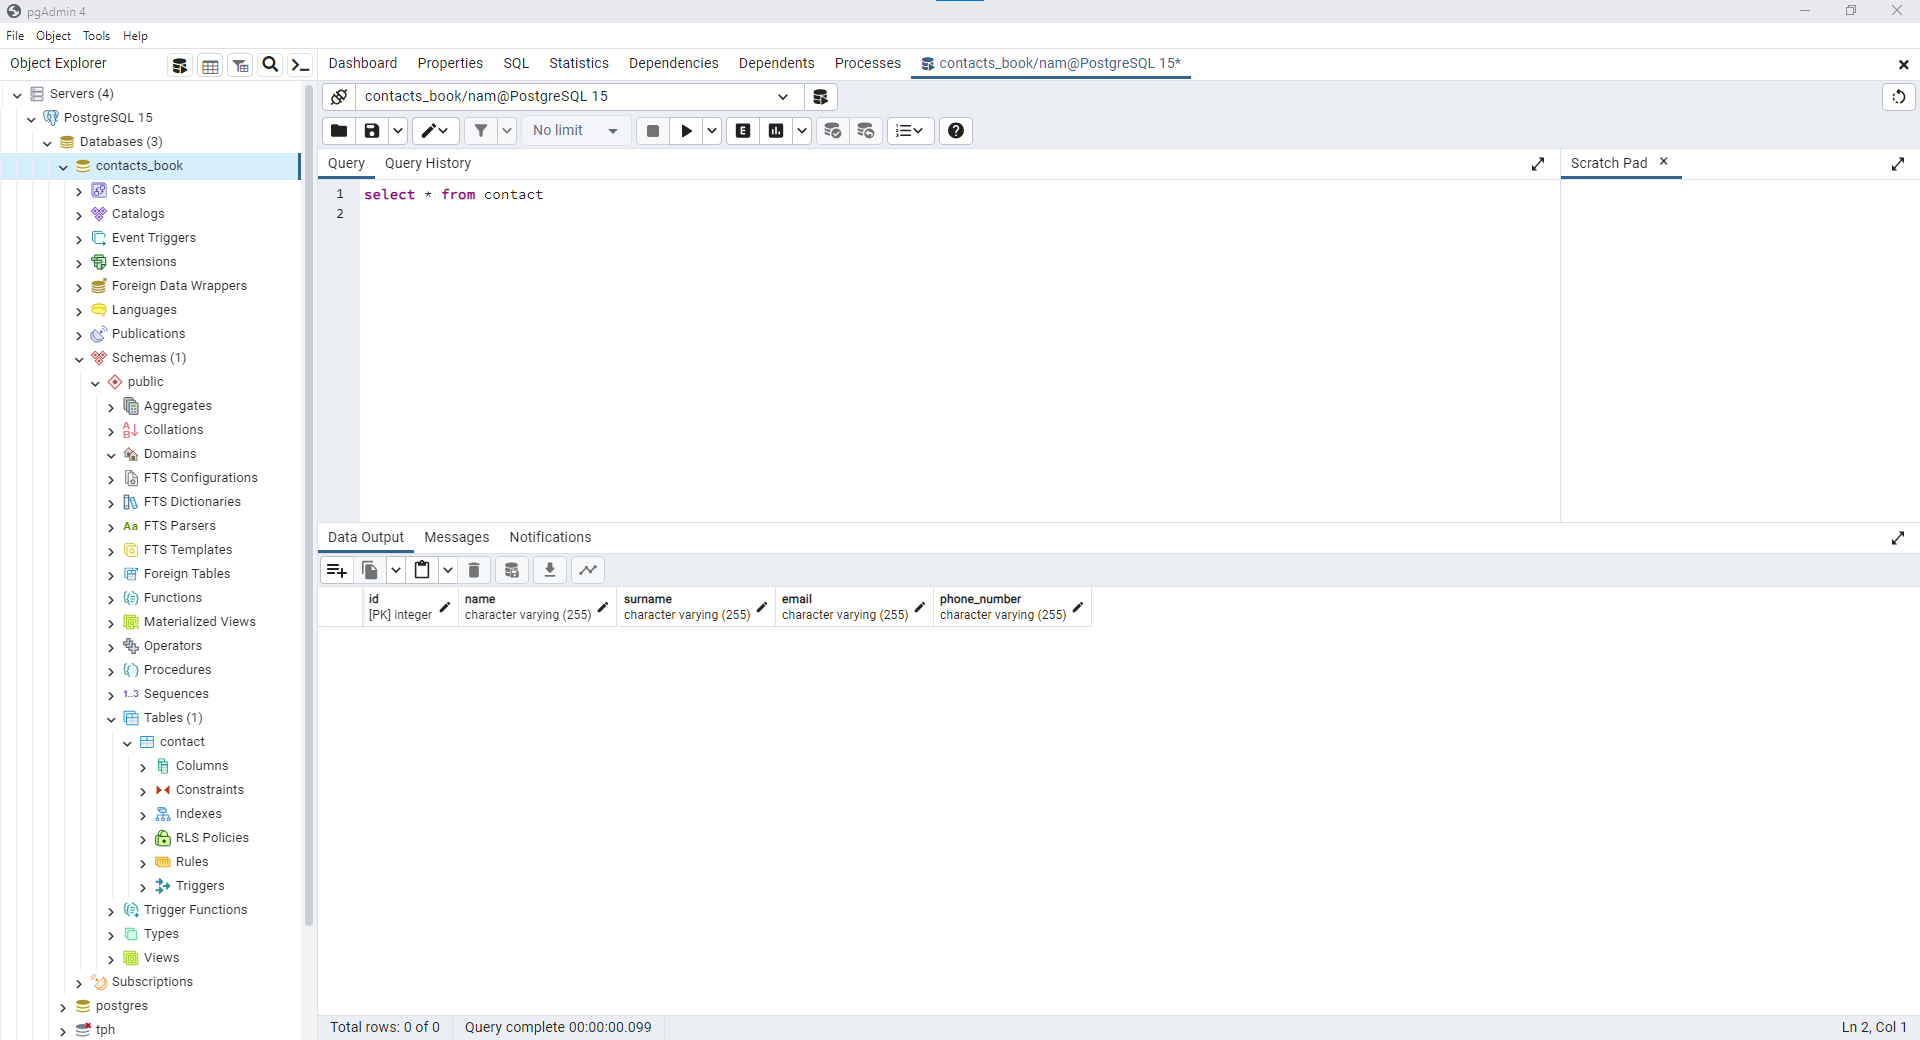 pgAdmin 4
File Object Tools Help
Object Explorer
Dashboard Properties SQL Statistics Dependencies Dependents Processes contacts_book/nam@PostgreSQL 15*
contacts_book/nam@PostgreSQL 15
No limit
E
Query Query History
Scratch Pad
1 select * from contact
2
Servers (4)
PostgreSQL 15
Databases (3)
contacts_book
Casts
Catalogs
Event Triggers
Extensions
Foreign Data Wrappers
Languages
Publications
Schemas (1)
public
Aggregates
Collations
Domains
FTS Configurations
FTS Dictionaries
Aa FTS Parsers
FTS Templates
Foreign Tables
Functions
Materialized Views
Operators
Procedures
1..3 Sequences
Tables (1)
contact
Columns
Constraints
Indexes
RLS Policies
Rules
Triggers
Trigger Functions
Types
Views
Subscriptions
postgres
tph
Data Output Messages Notifications
id
[PK] integer
name
character varying (255)
surname
character varying (255)
email
character varying (255)
phone_number
character varying (255)
Total rows: 0 of 0 Query complete 00:00:00.099
Ln 2, Col 1